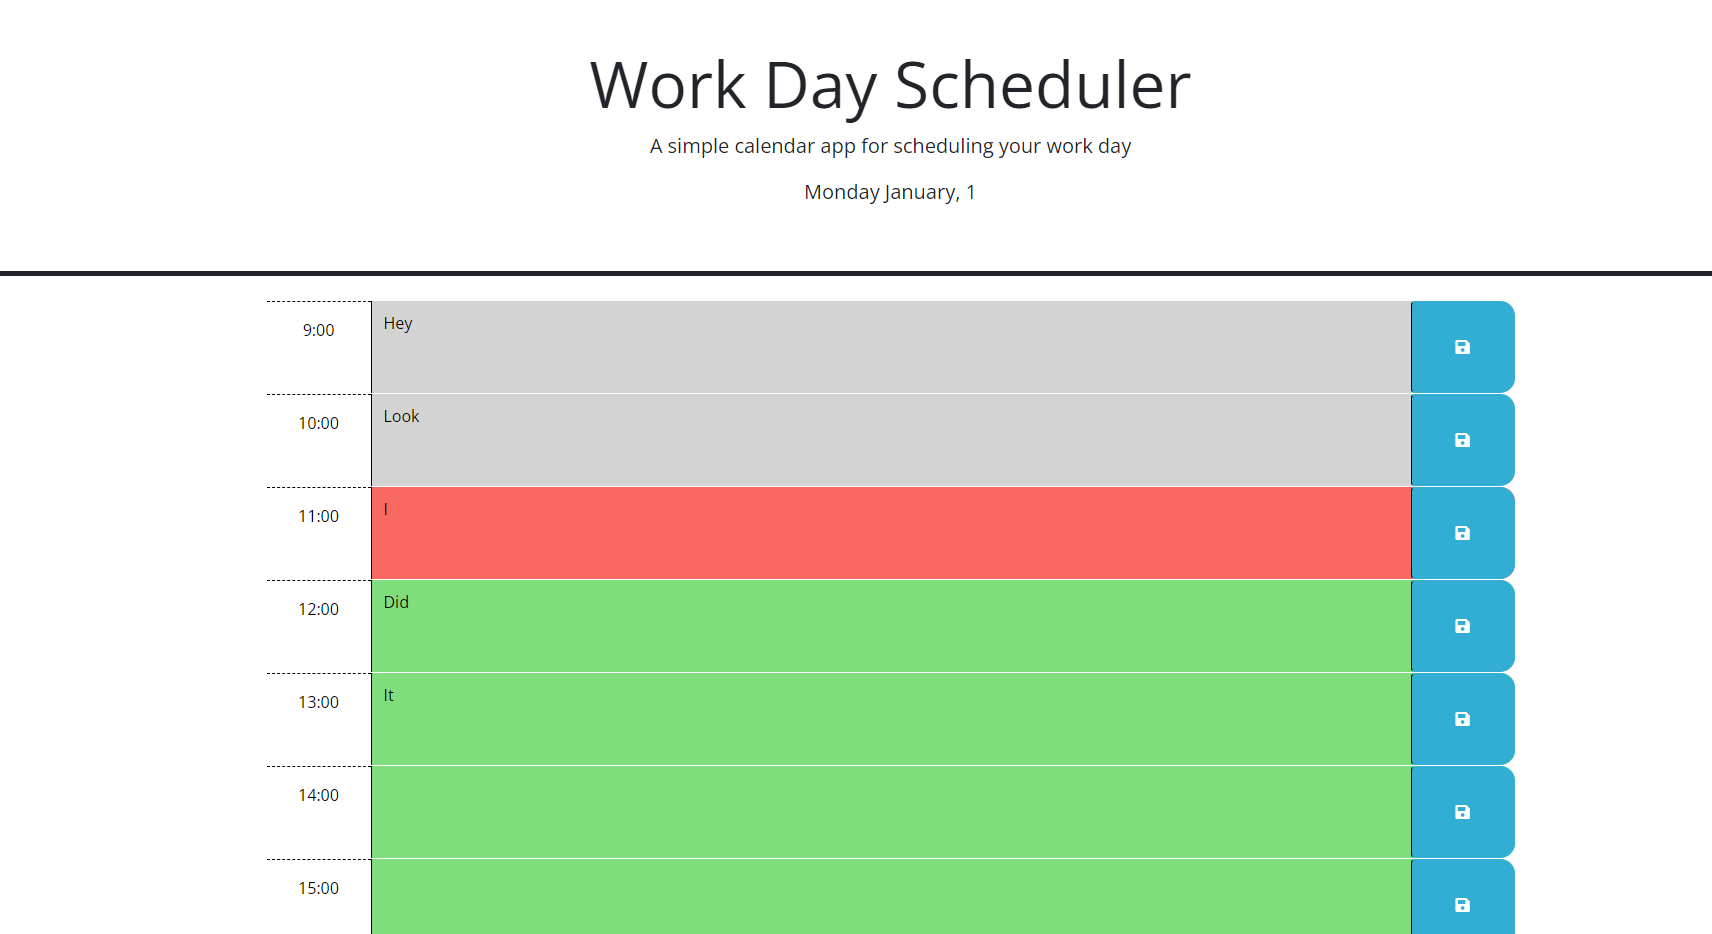 Work Day Scheduler
A simple calendar app for scheduling your work day
Monday January, 1
9:00 Hey
10:00 Look
11:00 I
12:00 Did
13:00 It
14:00
15:00